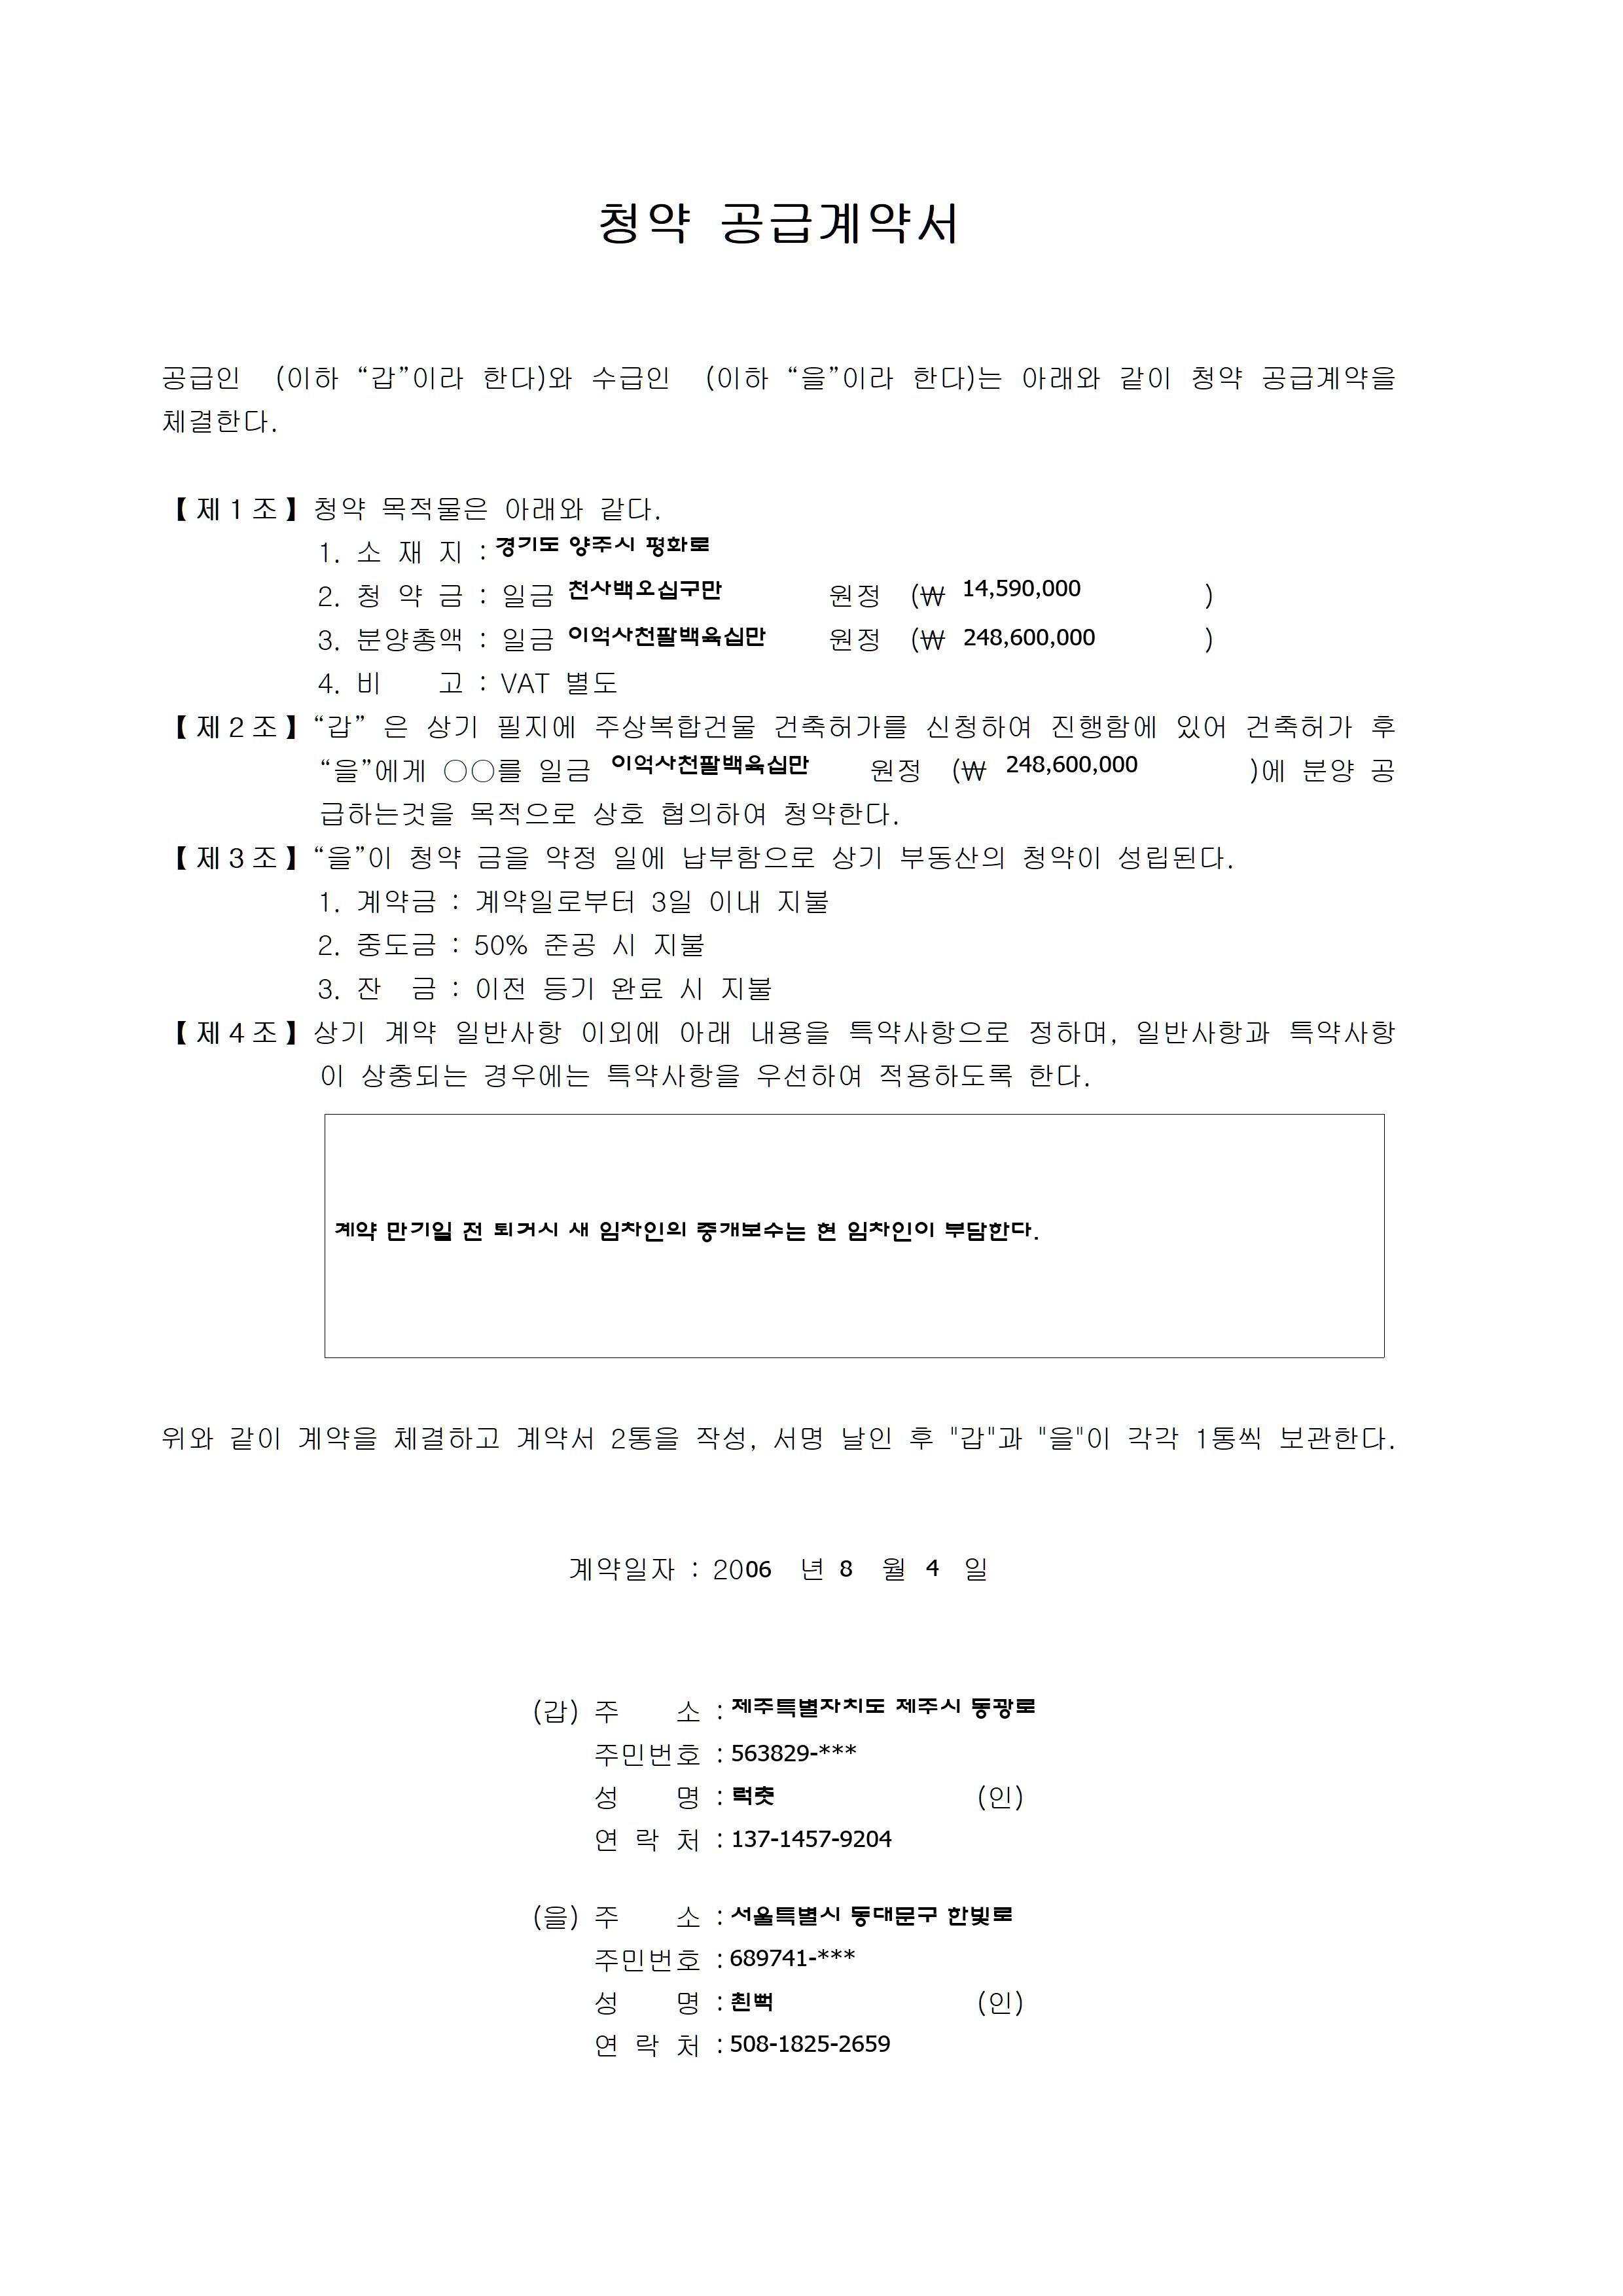 청약 공급계약서
공급인 (이하 “갑”이라 한다)와 수급인 (이하 “을”이라 한다)는 아래와 같이 청약 공급계약을
체결한다.
【제1조】 청약 목적물은 아래와 같다.
1. 소 재 지 : 경기도 양주시 평화로
2. 청 약 금 : 일금 천사백오십구만 원정 (₩ 14,590,000 )
3. 분양총액 : 일금 이억사천팔백육십만 원정 (₩ 248,600,000 )
4. 비 고 : VAT 별도
【제2조】 “갑” 은 상기 필지에 주상복합건물 건축허가를 신청하여 진행함에 있어 건축허가 후
“을”에게 ○○를 일금 이억사천팔백육십만 원정 (₩ 248,600,000 )에 분양 공
급하는것을 목적으로 상호 협의하여 청약한다.
【제3조】 “을”이 청약 금을 약정 일에 납부함으로 상기 부동산의 청약이 성립된다.
1. 계약금 : 계약일로부터 3일 이내 지불
2. 중도금 : 50% 준공 시 지불
3. 잔 금 : 이전 등기 완료 시 지불
【제4조】 상기 계약 일반사항 이외에 아래 내용을 특약사항으로 정하며, 일반사항과 특약사항
이 상충되는 경우에는 특약사항을 우선하여 적용하도록 한다.
계약 만기일 전 퇴거시 새 임차인의 중개보수는 현 임차인이 부담한다.
위와 같이 계약을 체결하고 계약서 2통을 작성, 서명 날인 후 "갑"과 "을"이 각각 1통씩 보관한다.
계약일자 : 2006 년 8 월 4 일
(갑) 주 소 : 제주특별자치도 제주시 동광로
주민번호 : 563829-***
성 명 : 럭춧 (인)
연 락 처 : 137-1457-9204
(을) 주 소 : 서울특별시 동대문구 한빛로
주민번호 : 689741-***
성 명 : 쵠뻑 (인)
연 락 처 : 508-1825-2659